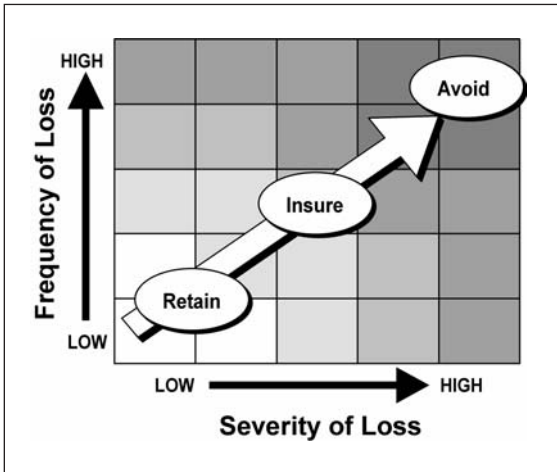 HIGH
Avoid
Frequency of Loss
Insure
Retain
LOW
LOW
HIGH
Severity of Loss